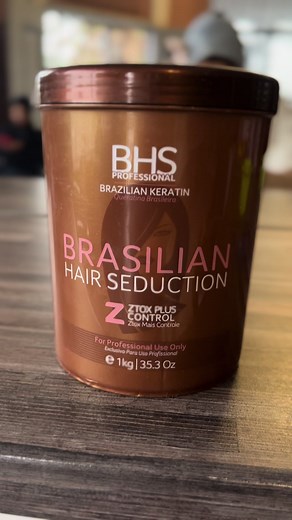 BHS
PROFESSIONAL
BRAZILIAN KERATIN
Queratina Brasileira
BRASILIAN
HAIR SEDUCTION
Z ZTOX PLUS
CONTROL
Ztox Mais Controle
For Professional Use Only
Exclusivo Para Uso Profissional
e 1kg | 35.3 Oz